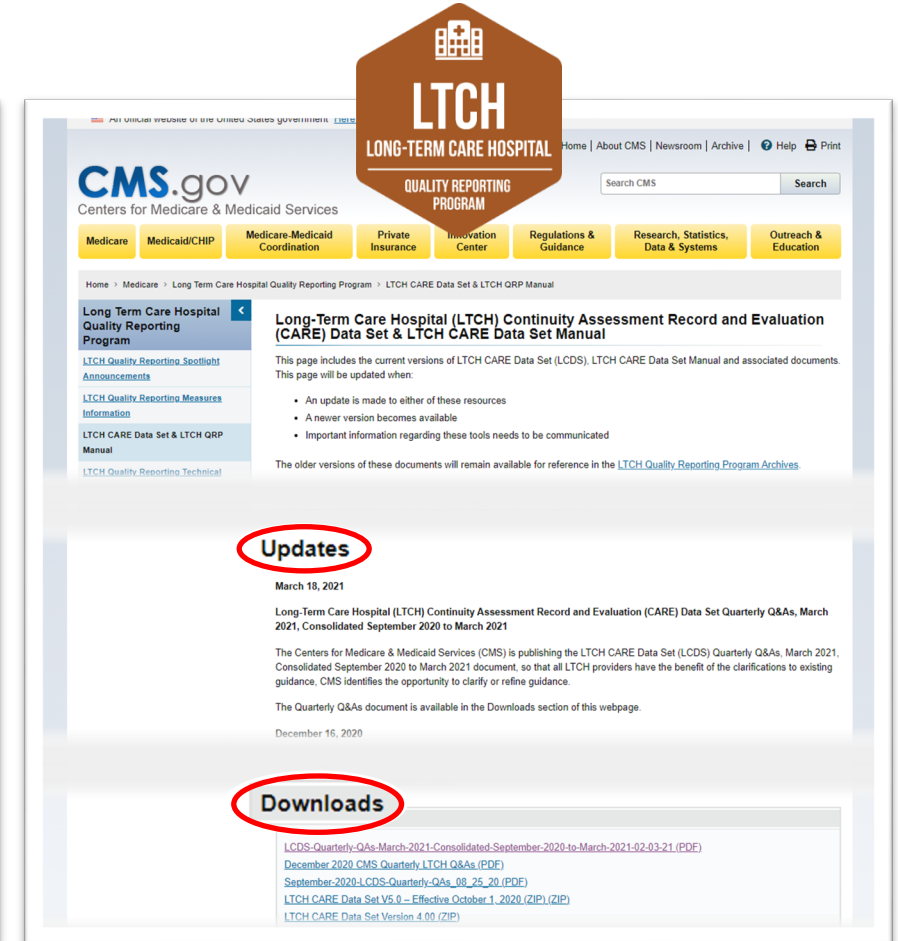 LTCH
LONG-TERM CARE HOSPITAL
QUALITY REPORTING
PROGRAM
An official website of the United States government Here
Home | About CMS | Newsroom | Archive | Help Print
CMS.gov
Centers for Medicare & Medicaid Services
Search CMS
Search
Medicare
Medicaid/CHIP
Medicare-Medicaid
Coordination
Private
Insurance
Innovation
Center
Regulations &
Guidance
Research, Statistics,
Data & Systems
Outreach &
Education
Home > Medicare > Long Term Care Hospital Quality Reporting Program > LTCH CARE Data Set & LTCH QRP Manual
Long Term Care Hospital
Quality Reporting
Program
LTCH Quality Reporting Spotlight
Announcements
LTCH Quality Reporting Measures
Information
LTCH CARE Data Set & LTCH QRP
Manual
LTCH Quality Reporting Technical
Long-Term Care Hospital (LTCH) Continuity Assessment Record and Evaluation
(CARE) Data Set & LTCH CARE Data Set Manual
This page includes the current versions of LTCH CARE Data Set (LCDS), LTCH CARE Data Set Manual and associated documents.
This page will be updated when:
• An update is made to either of these resources
• A newer version becomes available
• Important information regarding these tools needs to be communicated
The older versions of these documents will remain available for reference in the LTCH Quality Reporting Program Archives.
Updates
March 18, 2021
Long-Term Care Hospital (LTCH) Continuity Assessment Record and Evaluation (CARE) Data Set Quarterly Q&As, March
2021, Consolidated September 2020 to March 2021
The Centers for Medicare & Medicaid Services (CMS) is publishing the LTCH CARE Data Set (LCDS) Quarterly Q&As, March 2021,
Consolidated September 2020 to March 2021 document, so that all LTCH providers have the benefit of the clarifications to existing
guidance, CMS identifies the opportunity to clarify or refine guidance.
The Quarterly Q&As document is available in the Downloads section of this webpage.
December 16, 2020
Downloads
LCDS-Quarterly-QAs-March-2021-Consolidated-September-2020-to-March-2021-02-03-21 (PDF)
December 2020 CMS Quarterly LTCH Q&As (PDF)
September-2020-LCDS-Quarterly-QAs_08_25_20 (PDF)
LTCH CARE Data Set V5.0 – Effective October 1, 2020 (ZIP) (ZIP)
LTCH CARE Data Set Version 4.00 (ZIP)